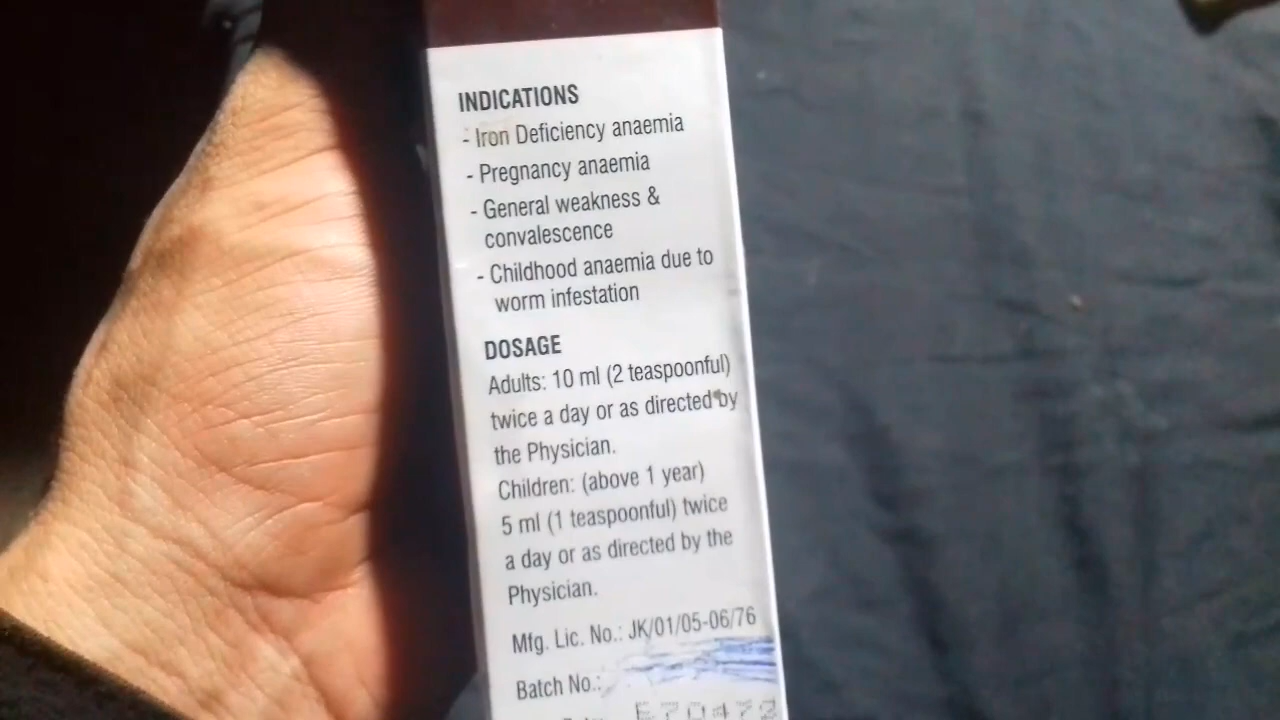 INDICATIONS
- Iron Deficiency anaemia
- Pregnancy anaemia
- General weakness &
convalescence
- Childhood anaemia due to
worm infestation
DOSAGE
Adults: 10 ml (2 teaspoonful)
twice a day or as directed by
the Physician.
Children: (above 1 year)
5 ml (1 teaspoonful) twice
a day or as directed by the
Physician.
Mfg. Lic. No.: JK/01/05-06/76
Batch No.: